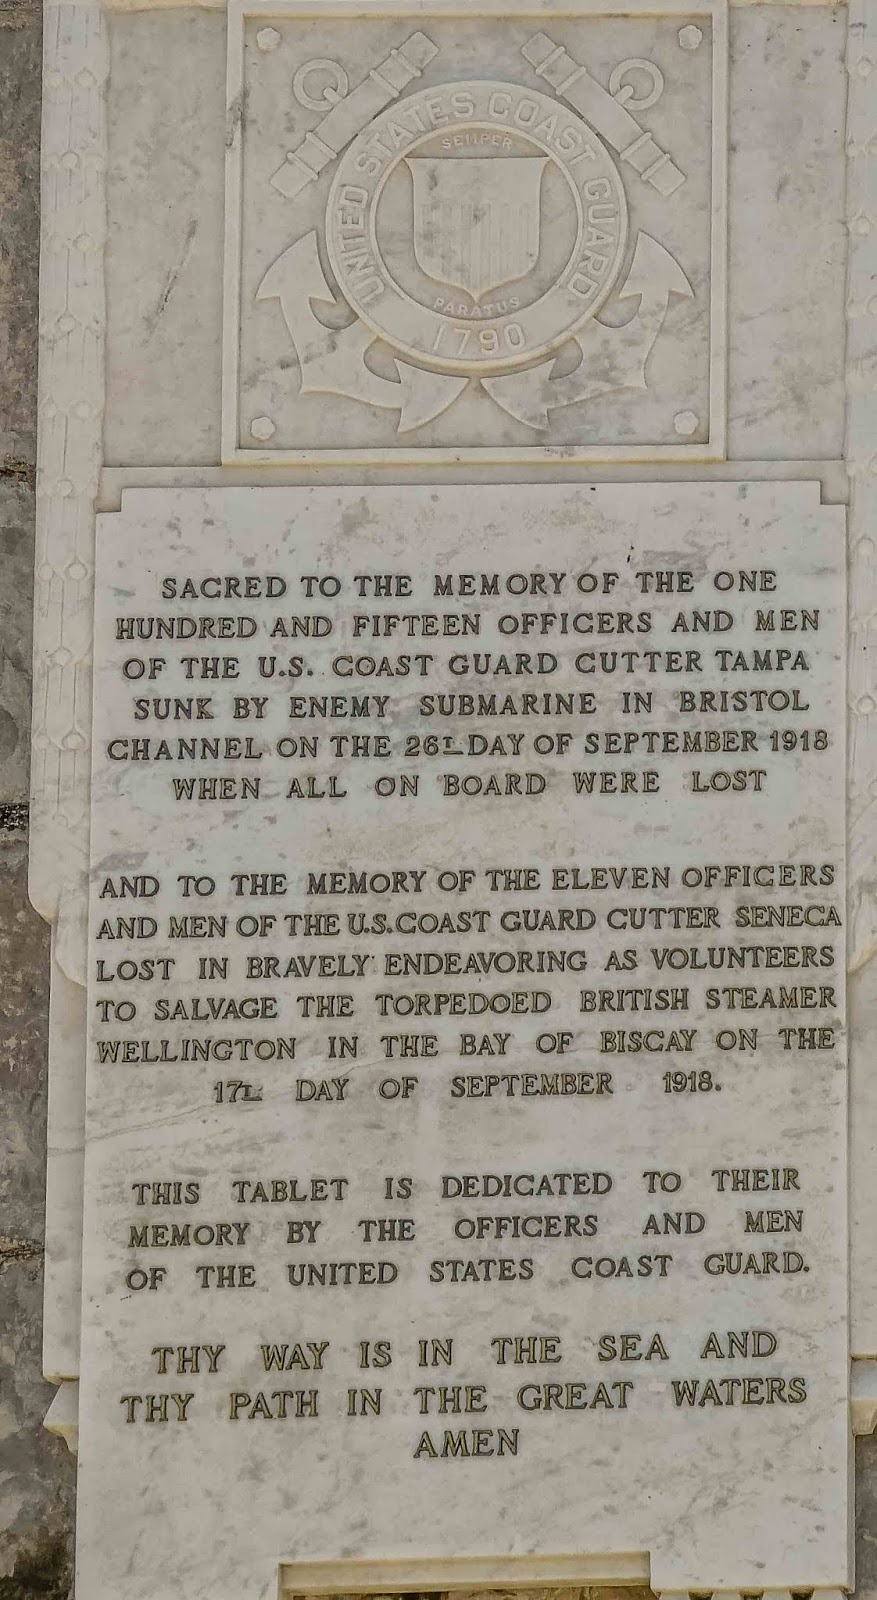 UNITED STATES COAST GUARD
SEMPER
PARATUS
1790
SACRED TO THE MEMORY OF THE ONE
HUNDRED AND FIFTEEN OFFICERS AND MEN
OF THE U.S. COAST GUARD CUTTER TAMPA
SUNK BY ENEMY SUBMARINE IN BRISTOL
CHANNEL ON THE 26T DAY OF SEPTEMBER 1918
WHEN ALL ON BOARD WERE LOST
AND TO THE MEMORY OF THE ELEVEN OFFICERS
AND MEN OF THE U.S. COAST GUARD CUTTER SENECA
LOST IN BRAVELY ENDEAVORING AS VOLUNTEERS
TO SALVAGE THE TORPEDOED BRITISH STEAMER
WELLINGTON IN THE BAY OF BISCAY ON THE
17T DAY OF SEPTEMBER 1918.
THIS TABLET IS DEDICATED TO THEIR
MEMORY BY THE OFFICERS AND MEN
OF THE UNITED STATES COAST GUARD.
THY WAY IS IN THE SEA AND
THY PATH IN THE GREAT WATERS
AMEN